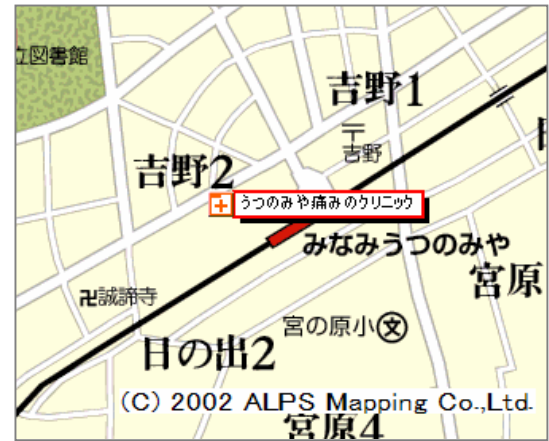 立図書館
吉野1
〒
吉野
吉野2
うつのみや痛みのクリニック
みなみうつのみや
宮原
卍誠諦寺
宮の原小文
日の出2
(C) 2002 ALPS Mapping Co.,Ltd.
宮原4